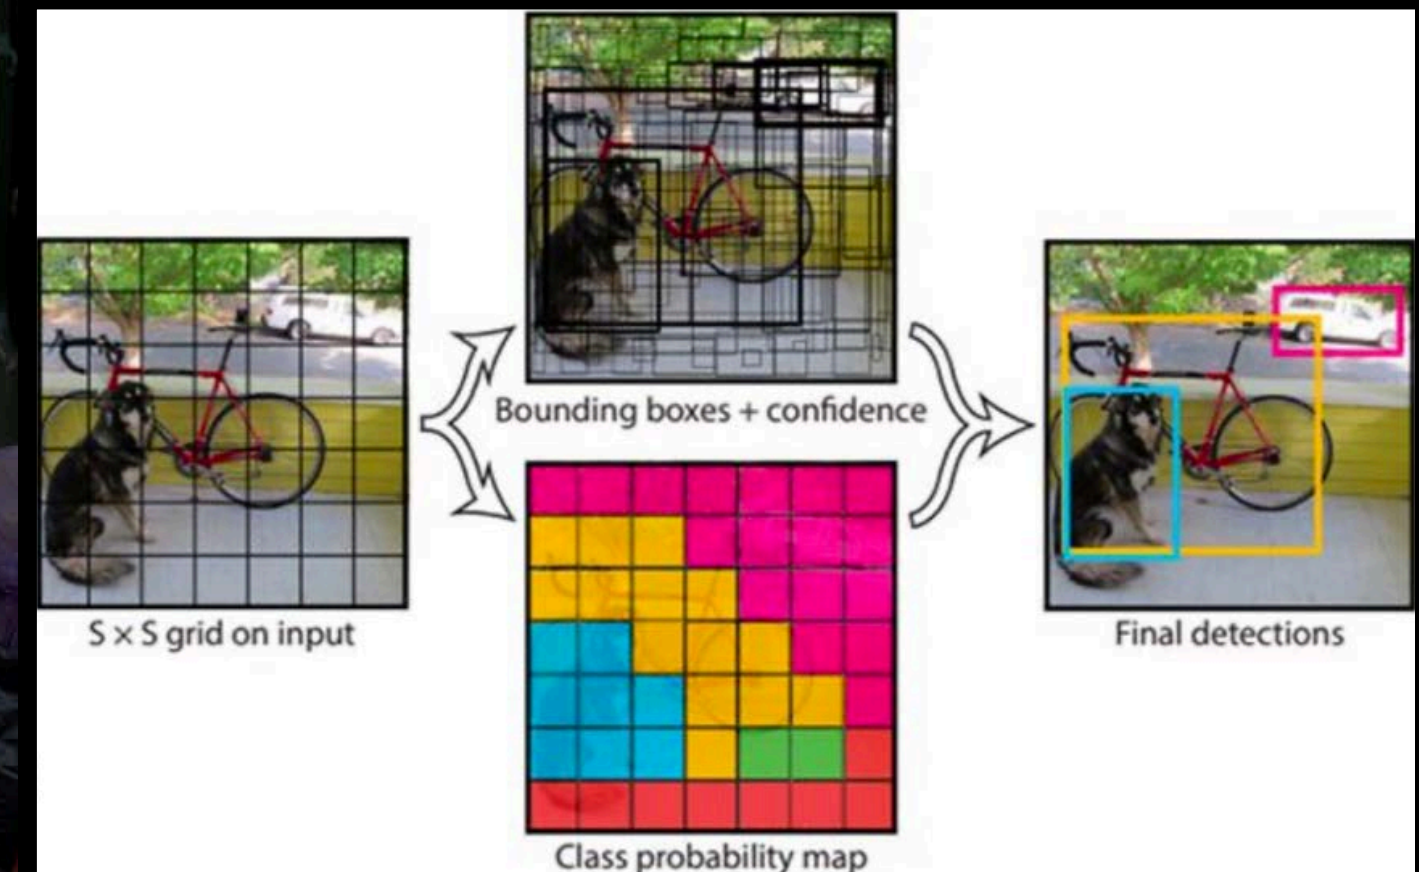 Bounding boxes + confidence
S × S grid on input
Final detections
Class probability map